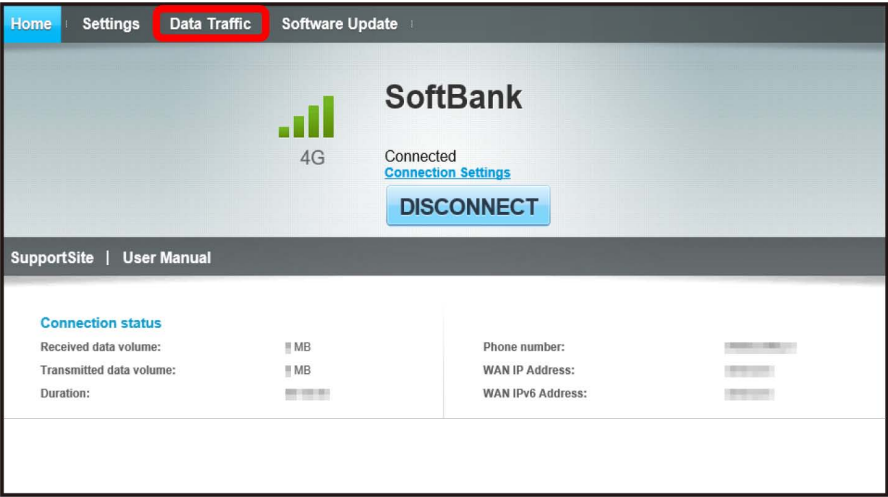 Home Settings Data Traffic Software Update
SoftBank
4G
Connected
Connection Settings
DISCONNECT
SupportSite | User Manual
Connection status
Received data volume: MB
Transmitted data volume: MB
Duration:
Phone number:
WAN IP Address:
WAN IPv6 Address: